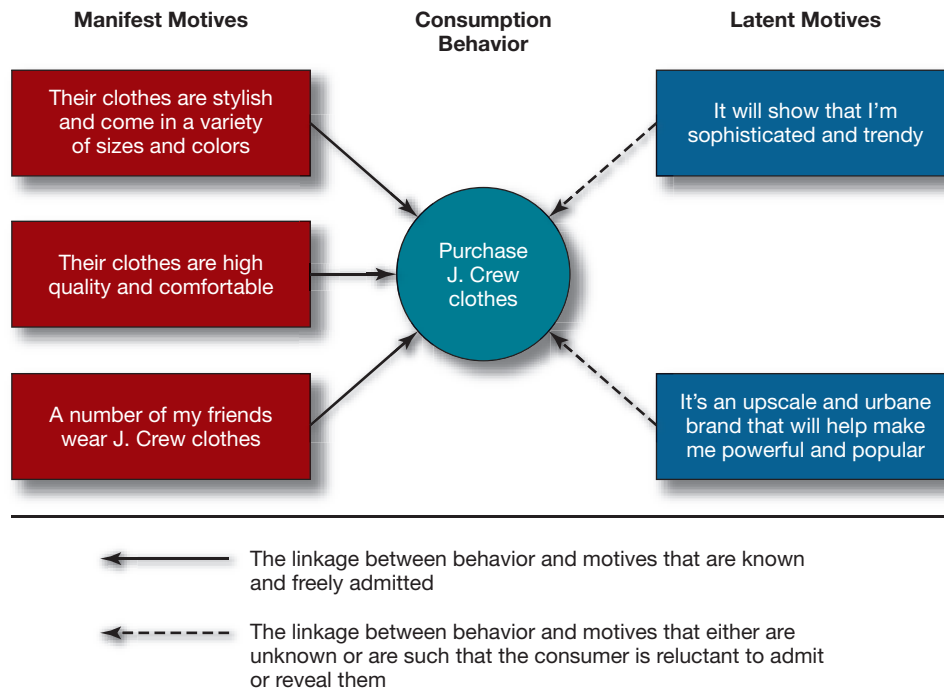 Manifest Motives
Consumption
Behavior
Latent Motives
Their clothes are stylish
and come in a variety
of sizes and colors
It will show that I'm
sophisticated and trendy
Their clothes are high
quality and comfortable
Purchase
J. Crew
clothes
A number of my friends
wear J. Crew clothes
It's an upscale and urbane
brand that will help make
me powerful and popular
The linkage between behavior and motives that are known
and freely admitted
The linkage between behavior and motives that either are
unknown or are such that the consumer is reluctant to admit
or reveal them